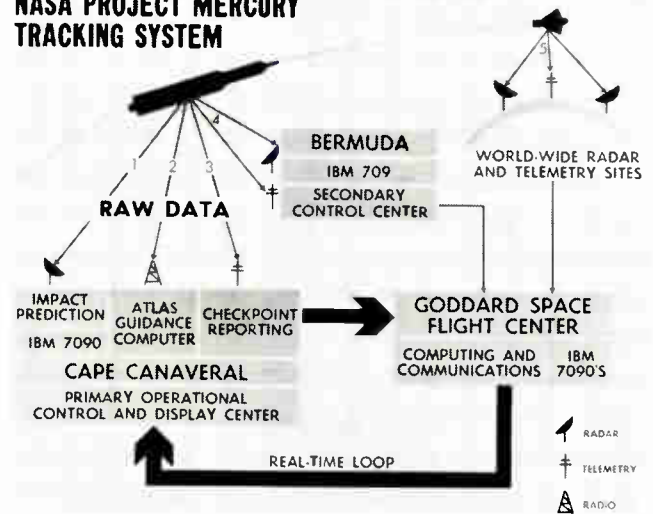 NASA PROJECT MERCURY
TRACKING SYSTEM
5
4
1
2
3
RAW DATA
BERMUDA
IBM 709
SECONDARY
CONTROL CENTER
WORLD-WIDE RADAR
AND TELEMETRY SITES
IMPACT
PREDICTION
IBM 7090
ATLAS
GUIDANCE
COMPUTER
CHECKPOINT
REPORTING
CAPE CANAVERAL
PRIMARY OPERATIONAL
CONTROL AND DISPLAY CENTER
GODDARD SPACE
FLIGHT CENTER
COMPUTING AND
COMMUNICATIONS
IBM
7090'S
REAL-TIME LOOP
RADAR
TELEMETRY
RADIO